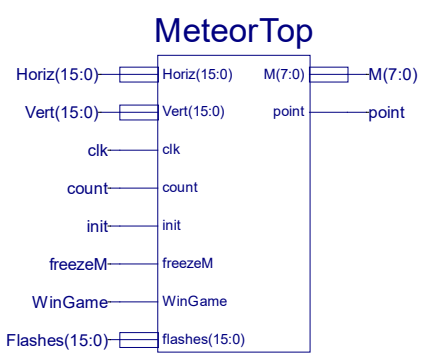 MeteorTop
Horiz(15:0) Horiz(15:0) M(7:0) M(7:0)
Vert(15:0) Vert(15:0) point point
clk clk
count count
init init
freezeM freezeM
WinGame WinGame
Flashes(15:0) flashes(15:0)